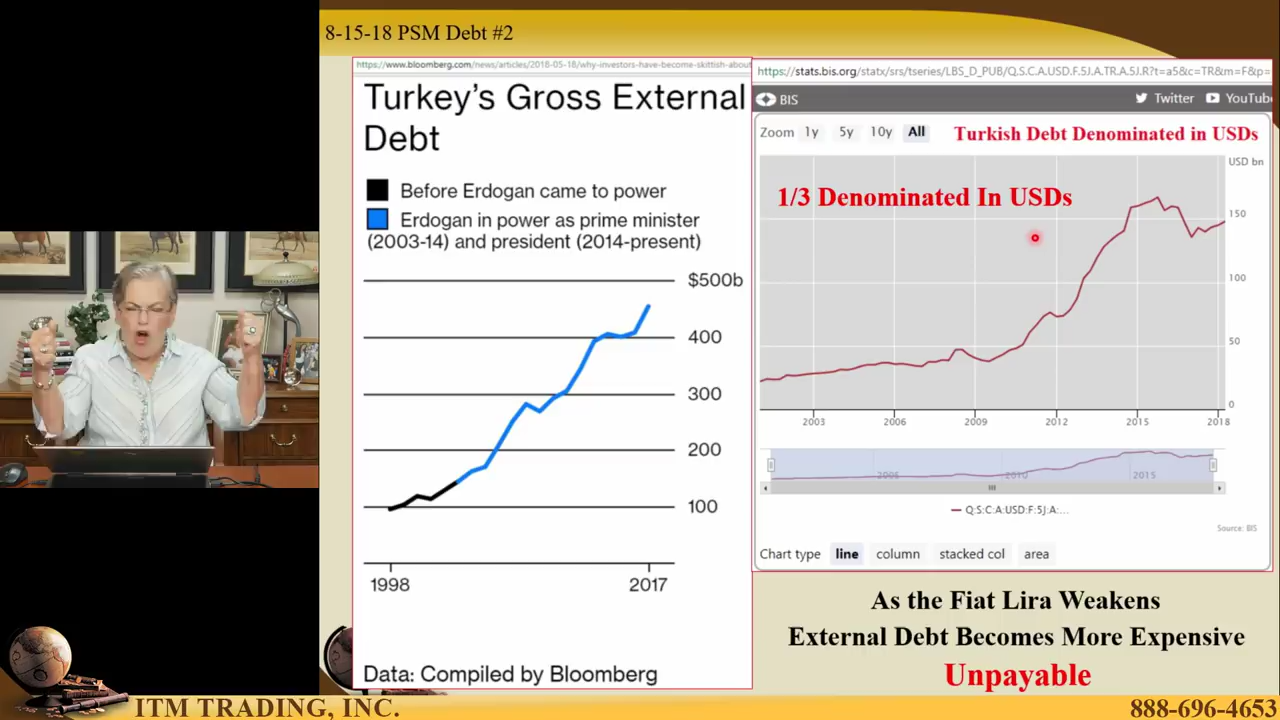 8-15-18 PSM Debt #2
https://www.bloomberg.com/news/articles/2018-05-18/why-investors-have-become-skittish-about
Turkey's Gross External
Debt
Before Erdogan came to power
Erdogan in power as prime minister
(2003-14) and president (2014-present)
$500b
400
300
200
100
1998
2017
Data: Compiled by Bloomberg
https://stats.bis.org/statx/srs/tseries/LBS_D_PUB/Q.S.C.A.USD.F.5J.A.TR.A.5J.R?t=a5&c=TR&m=F&p=
BIS
Twitter
YouTub
Zoom 1y 5y 10y All
Turkish Debt Denominated in USDs
USD bn
1/3 Denominated In USDs
150
100
50
0
2003 2006 2009 2012 2015 2018
2005 2010 2015
Q:S:C:A:USD:F:5J:A:...
Source: BIS
Chart type line column stacked col area
As the Fiat Lira Weakens
External Debt Becomes More Expensive
Unpayable
ITM TRADING, INC.
888-696-4653